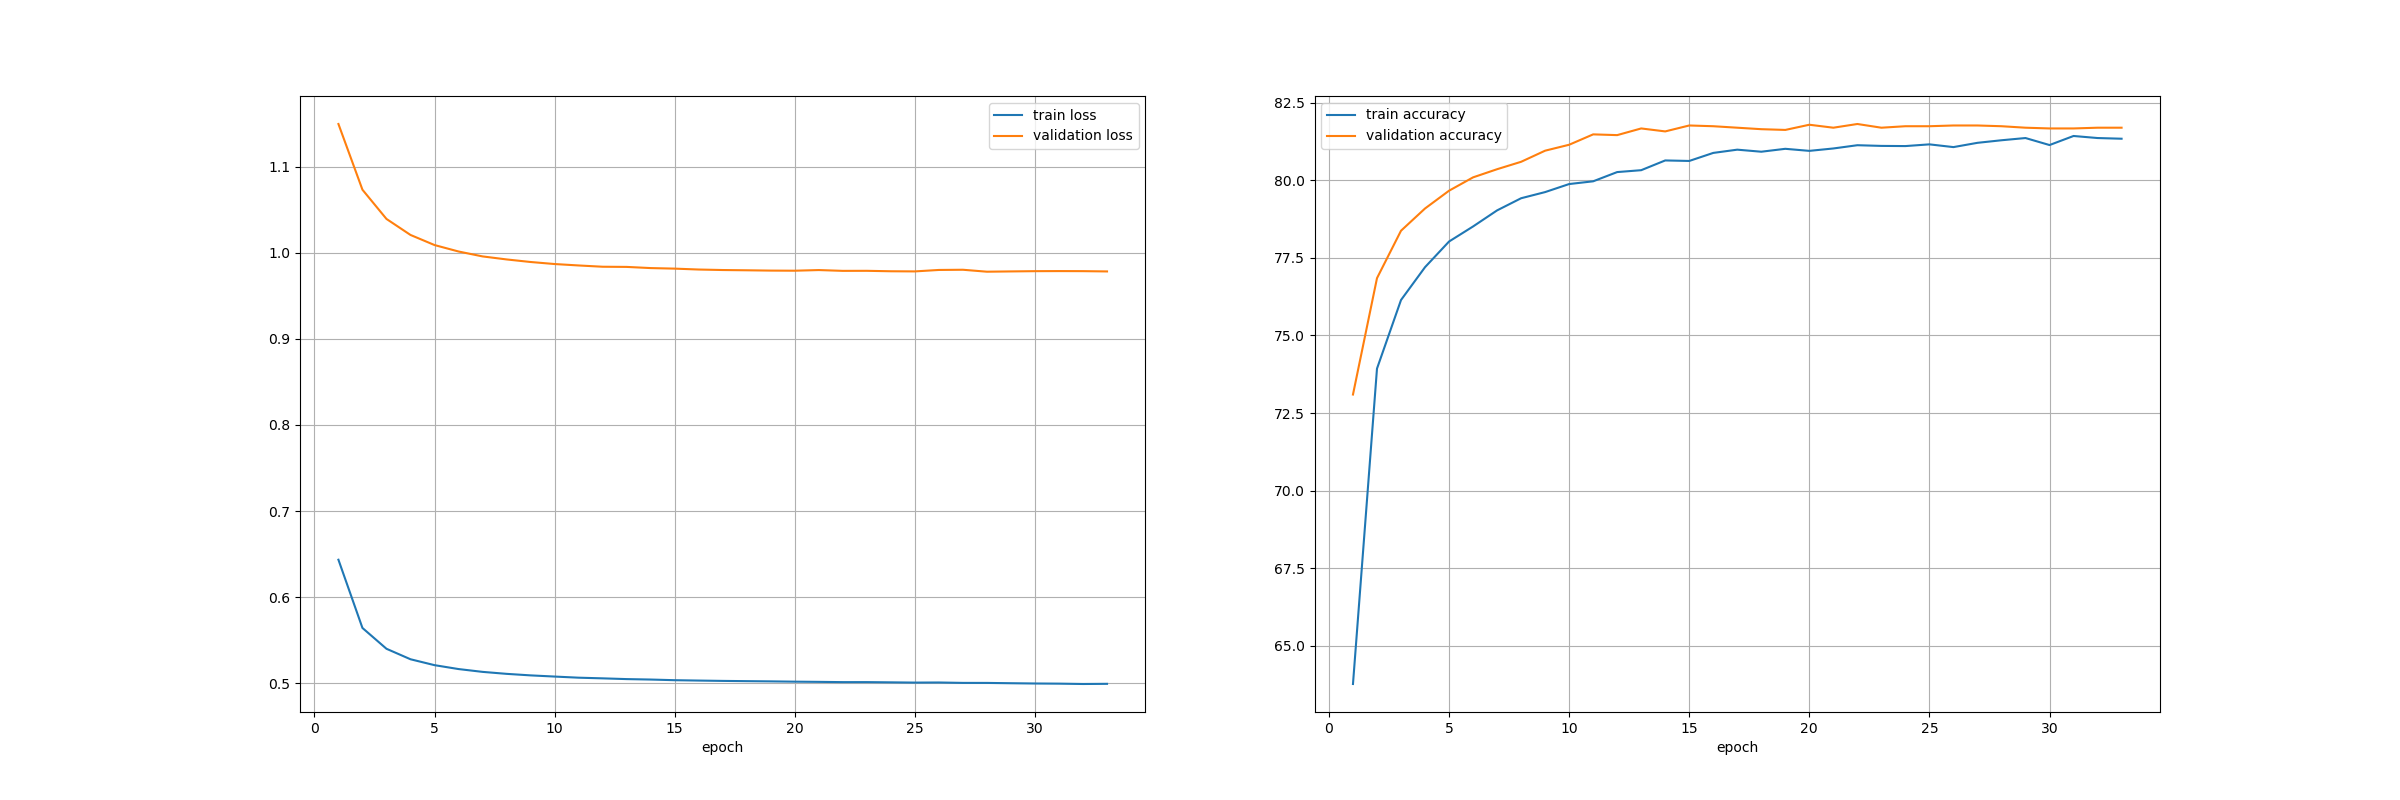 train loss
validation loss
1.1
1.0
0.9
0.8
0.7
0.6
0.5
0 5 10 15 20 25 30
epoch
train accuracy
validation accuracy
82.5
80.0
77.5
75.0
72.5
70.0
67.5
65.0
0 5 10 15 20 25 30
epoch